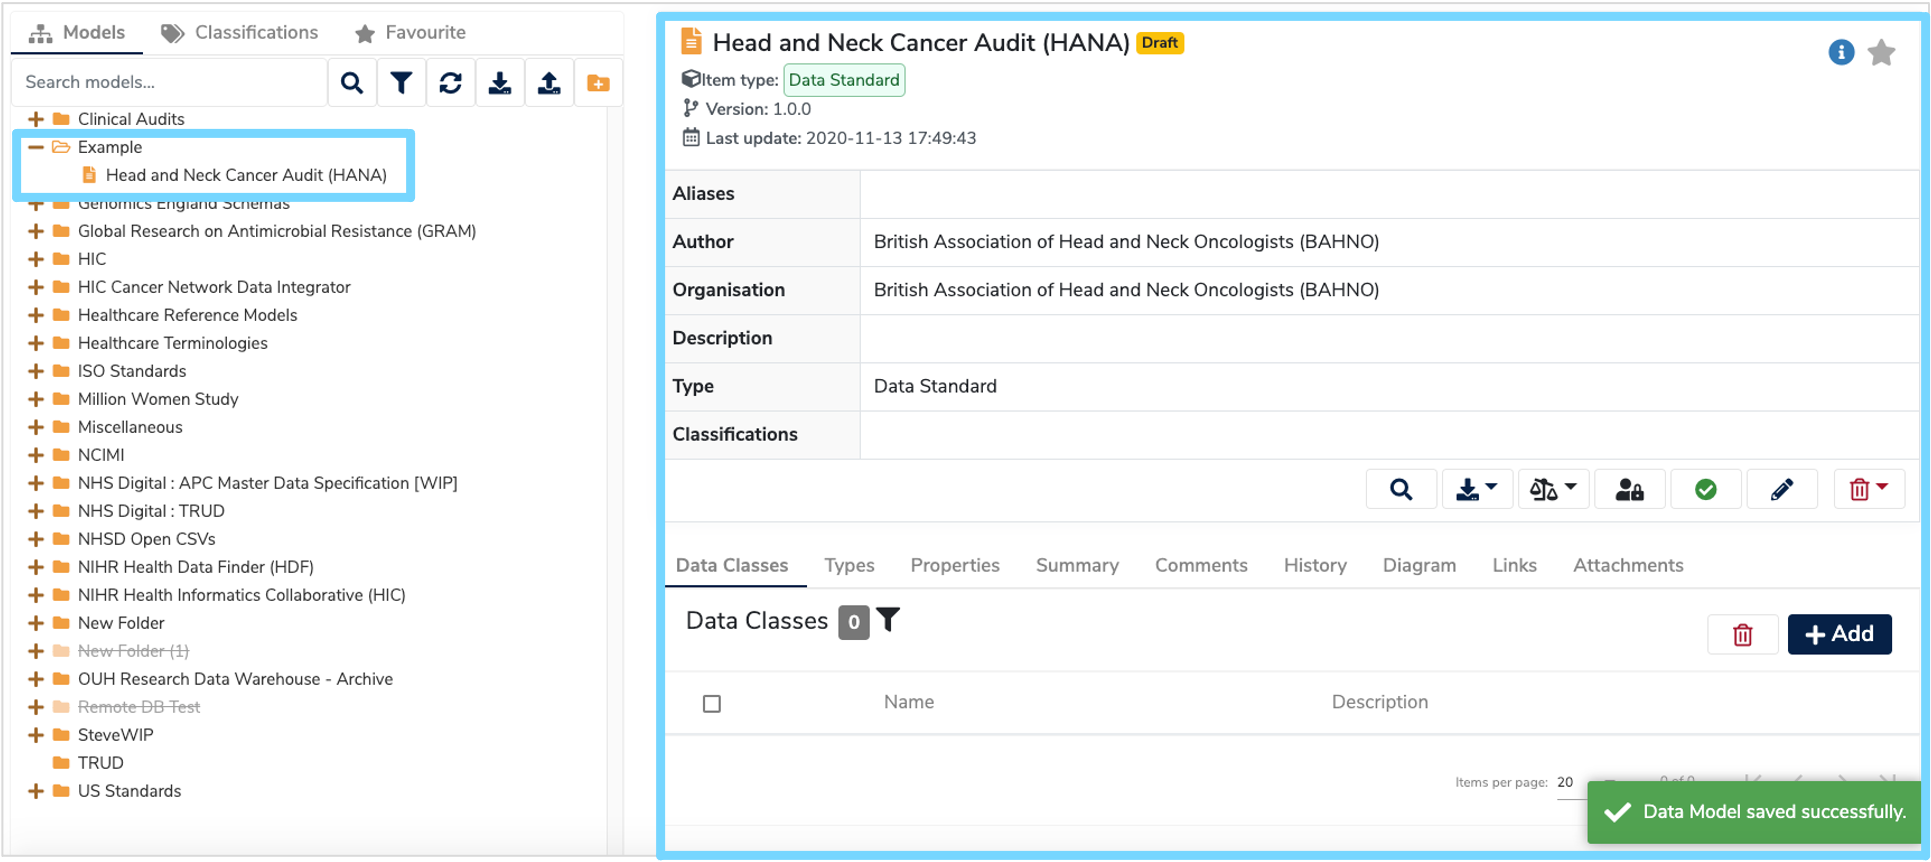 Models
Classifications
Favourite
Search models...
Clinical Audits
Example
Head and Neck Cancer Audit (HANA)
Genomics England Schemas
Global Research on Antimicrobial Resistance (GRAM)
HIC
HIC Cancer Network Data Integrator
Healthcare Reference Models
Healthcare Terminologies
ISO Standards
Million Women Study
Miscellaneous
NCIMI
NHS Digital : APC Master Data Specification [WIP]
NHS Digital : TRUD
NHSD Open CSVs
NIHR Health Data Finder (HDF)
NIHR Health Informatics Collaborative (HIC)
New Folder
New Folder (1)
OUH Research Data Warehouse - Archive
Remote DB Test
SteveWIP
TRUD
US Standards
Head and Neck Cancer Audit (HANA) Draft
Item type: Data Standard
Version: 1.0.0
Last update: 2020-11-13 17:49:43
Aliases
Author British Association of Head and Neck Oncologists (BAHNO)
Organisation British Association of Head and Neck Oncologists (BAHNO)
Description
Type Data Standard
Classifications
Data Classes Types Properties Summary Comments History Diagram Links Attachments
Data Classes 0
Add
Name Description
Items per page: 20 0 of 0
Data Model saved successfully.